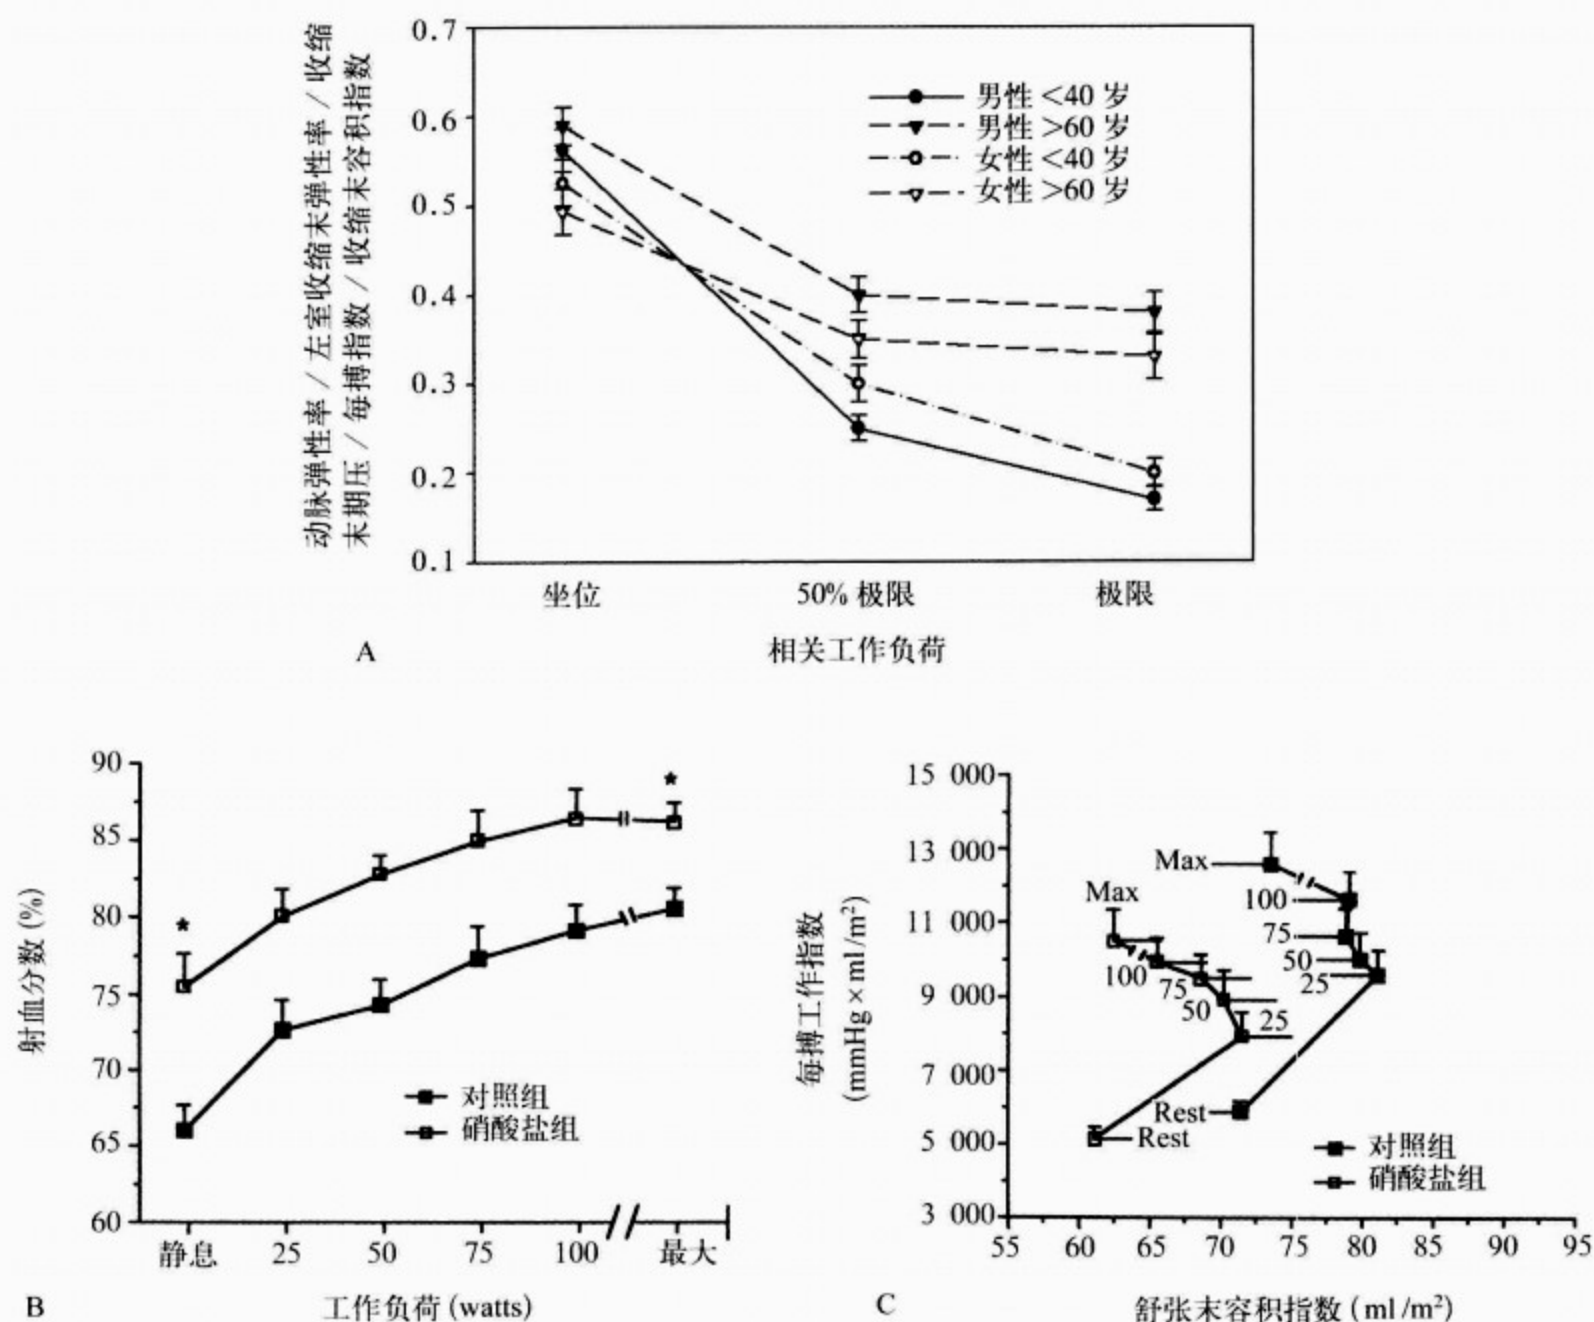 动脉弹性率 / 左室收缩末弹性率 / 收缩
末期压 / 每搏指数 / 收缩末容积指数
0.7
0.6
0.5
0.4
0.3
0.2
0.1
男性 <40 岁
男性 >60 岁
女性 <40 岁
女性 >60 岁
坐位
50% 极限
极限
A
相关工作负荷
射血分数 (%)
90
85
80
75
70
65
60
*
*
对照组
硝酸盐组
静息
25
50
75
100
最大
B
工作负荷 (watts)
每搏工作指数
(mmHg×ml/m²)
15 000
13 000
11 000
9 000
7 000
5 000
3 000
Max
Max
100
75
50
25
100
75
50
25
Rest
Rest
对照组
硝酸盐组
55
60
65
70
75
80
85
90
95
C
舒张末容积指数 (ml/m²)